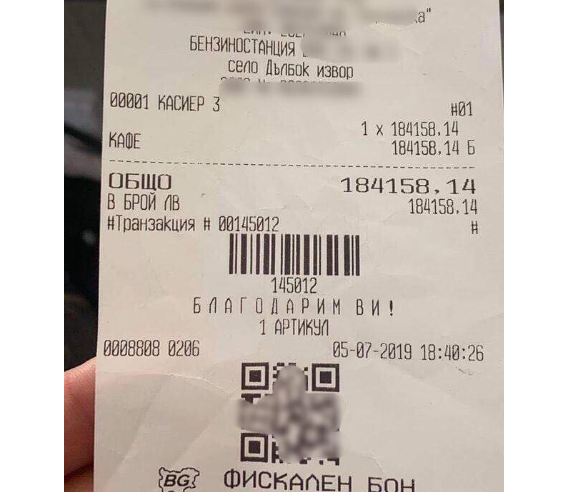 БЕНЗИНОСТАНЦИЯ
село Дълбок извор
00001 КАСИЕР 3 #01
1 x 184158.14
КАФЕ 184158.14 Б
ОБЩО 184158.14
В БРОЙ ЛВ 184158.14
#Транзакция # 00145012 #
145012
БЛАГОДАРИМ ВИ!
1 АРТИКУЛ
0008808 0206 05-07-2019 18:40:26
BG ФИСКАЛЕН БОН